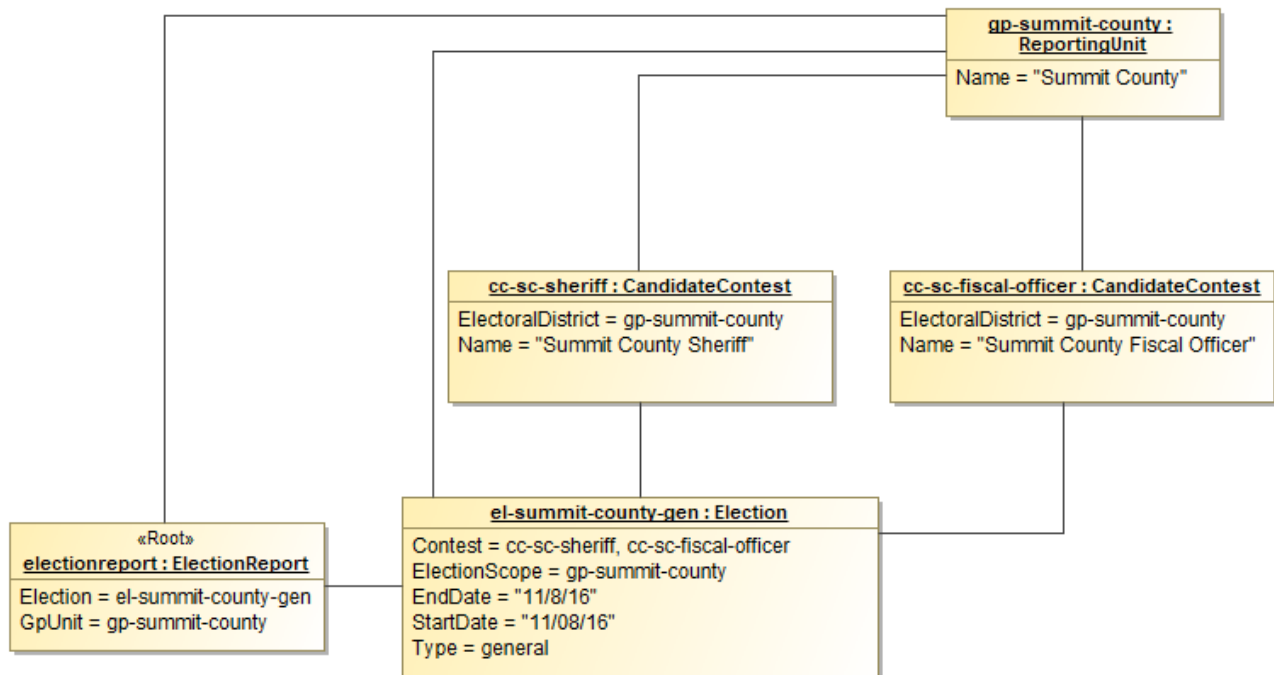 gp-summit-county :
ReportingUnit
Name = "Summit County"
cc-sc-sheriff : CandidateContest
ElectoralDistrict = gp-summit-county
Name = "Summit County Sheriff"
cc-sc-fiscal-officer : CandidateContest
ElectoralDistrict = gp-summit-county
Name = "Summit County Fiscal Officer"
«Root»
electionreport : ElectionReport
Election = el-summit-county-gen
GpUnit = gp-summit-county
el-summit-county-gen : Election
Contest = cc-sc-sheriff, cc-sc-fiscal-officer
ElectionScope = gp-summit-county
EndDate = "11/8/16"
StartDate = "11/08/16"
Type = general